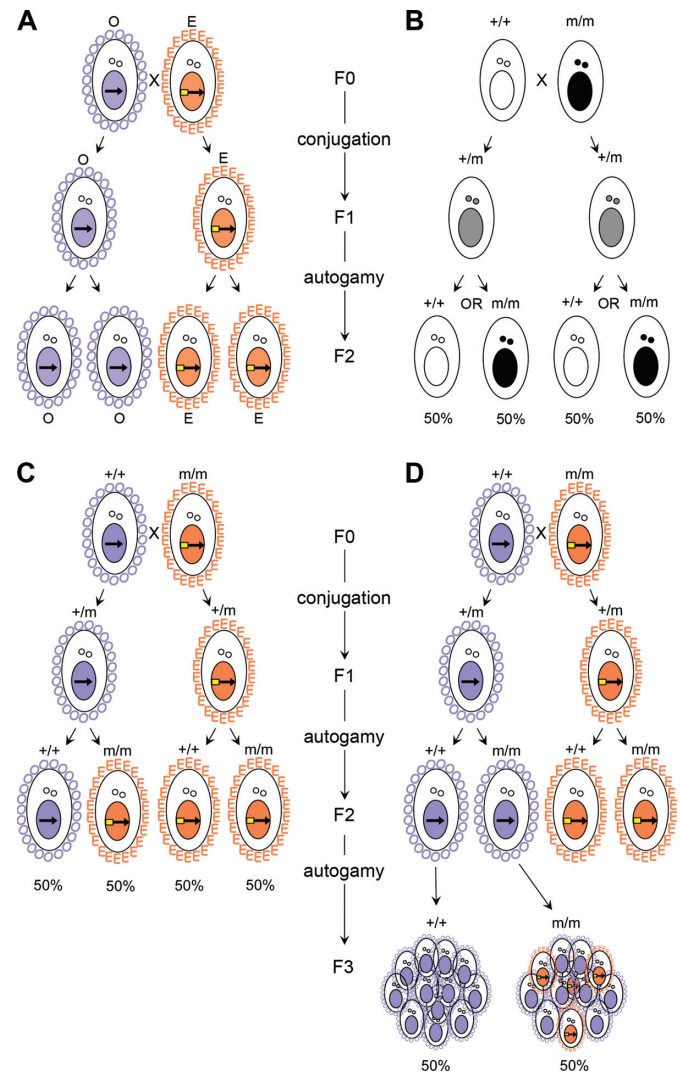 A
O
E
X
F0
conjugation
O
E
F1
autogamy
F2
O
O
E
E
B
+/+
m/m
X
+/m
+/m
+/+
OR
m/m
+/+
OR
m/m
50%
50%
50%
50%
C
+/+
m/m
X
F0
conjugation
+/m
+/m
F1
autogamy
+/+
m/m
+/+
m/m
F2
50%
50%
50%
50%
autogamy
F3
D
+/+
m/m
X
+/m
+/m
+/+
m/m
+/+
m/m
+/+
m/m
50%
50%